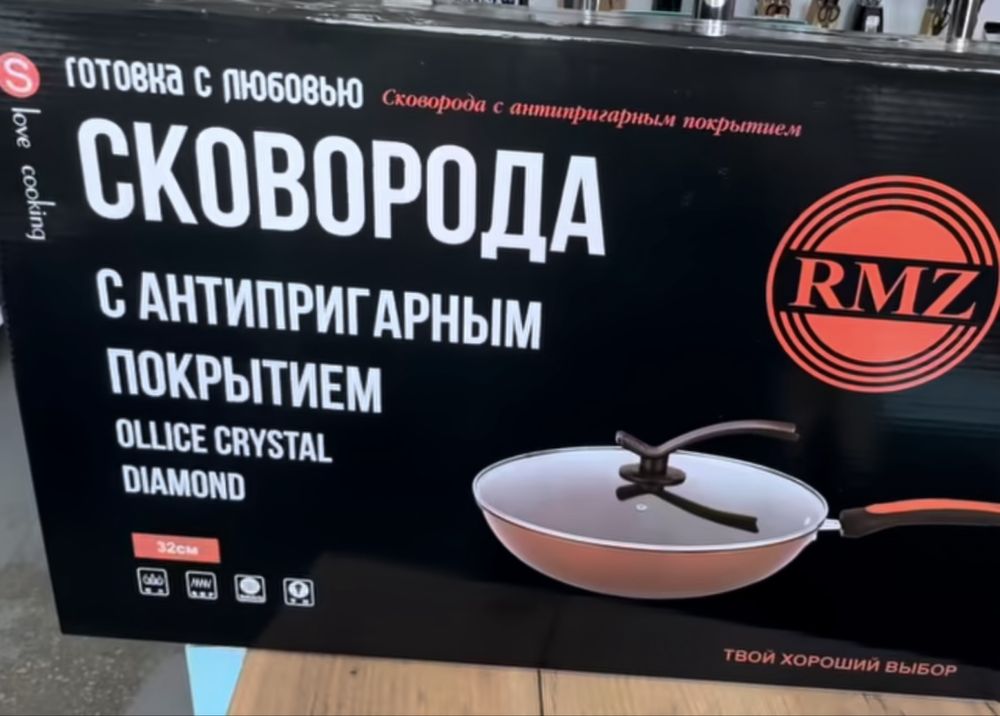 S
love cooking
ГОТОВКА С ЛЮБОВЬЮ
Сковорода с антипригарным покрытием
СКОВОРОДА
С АНТИПРИГАРНЫМ
ПОКРЫТИЕМ
OLLICE CRYSTAL
DIAMOND
RMZ
32см
ТВОЙ ХОРОШИЙ ВЫБОР